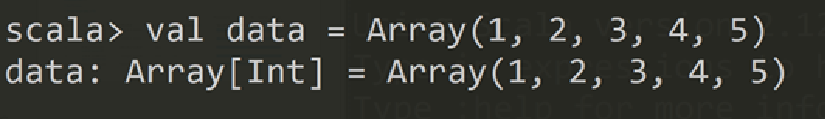 scala> val data = Array(1, 2, 3, 4, 5)
data: Array[Int] = Array(1, 2, 3, 4, 5)